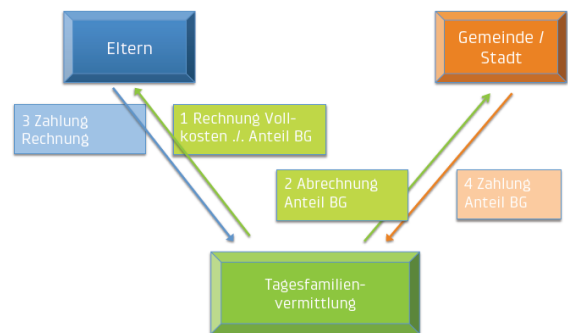 Eltern
Gemeinde /
Stadt
3 Zahlung
Rechnung
1 Rechnung Voll-
kosten ./. Anteil BG
2 Abrechnung
Anteil BG
4 Zahlung
Anteil BG
Tagesfamilien-
vermittlung